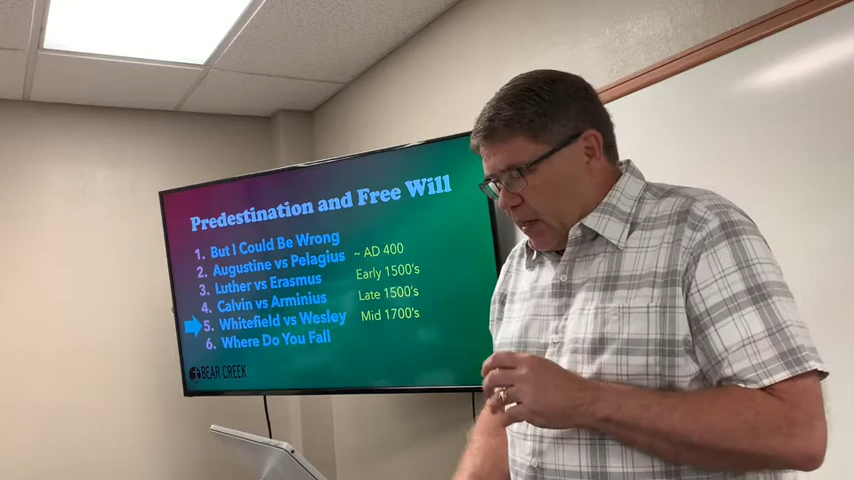 Predestination and Free Will
1. But I Could Be Wrong
2. Augustine vs Pelagius ~ AD 400
3. Luther vs Erasmus Early 1500's
4. Calvin vs Arminius Late 1500's
5. Whitefield vs Wesley Mid 1700's
6. Where Do You Fall
BEAR CREEK